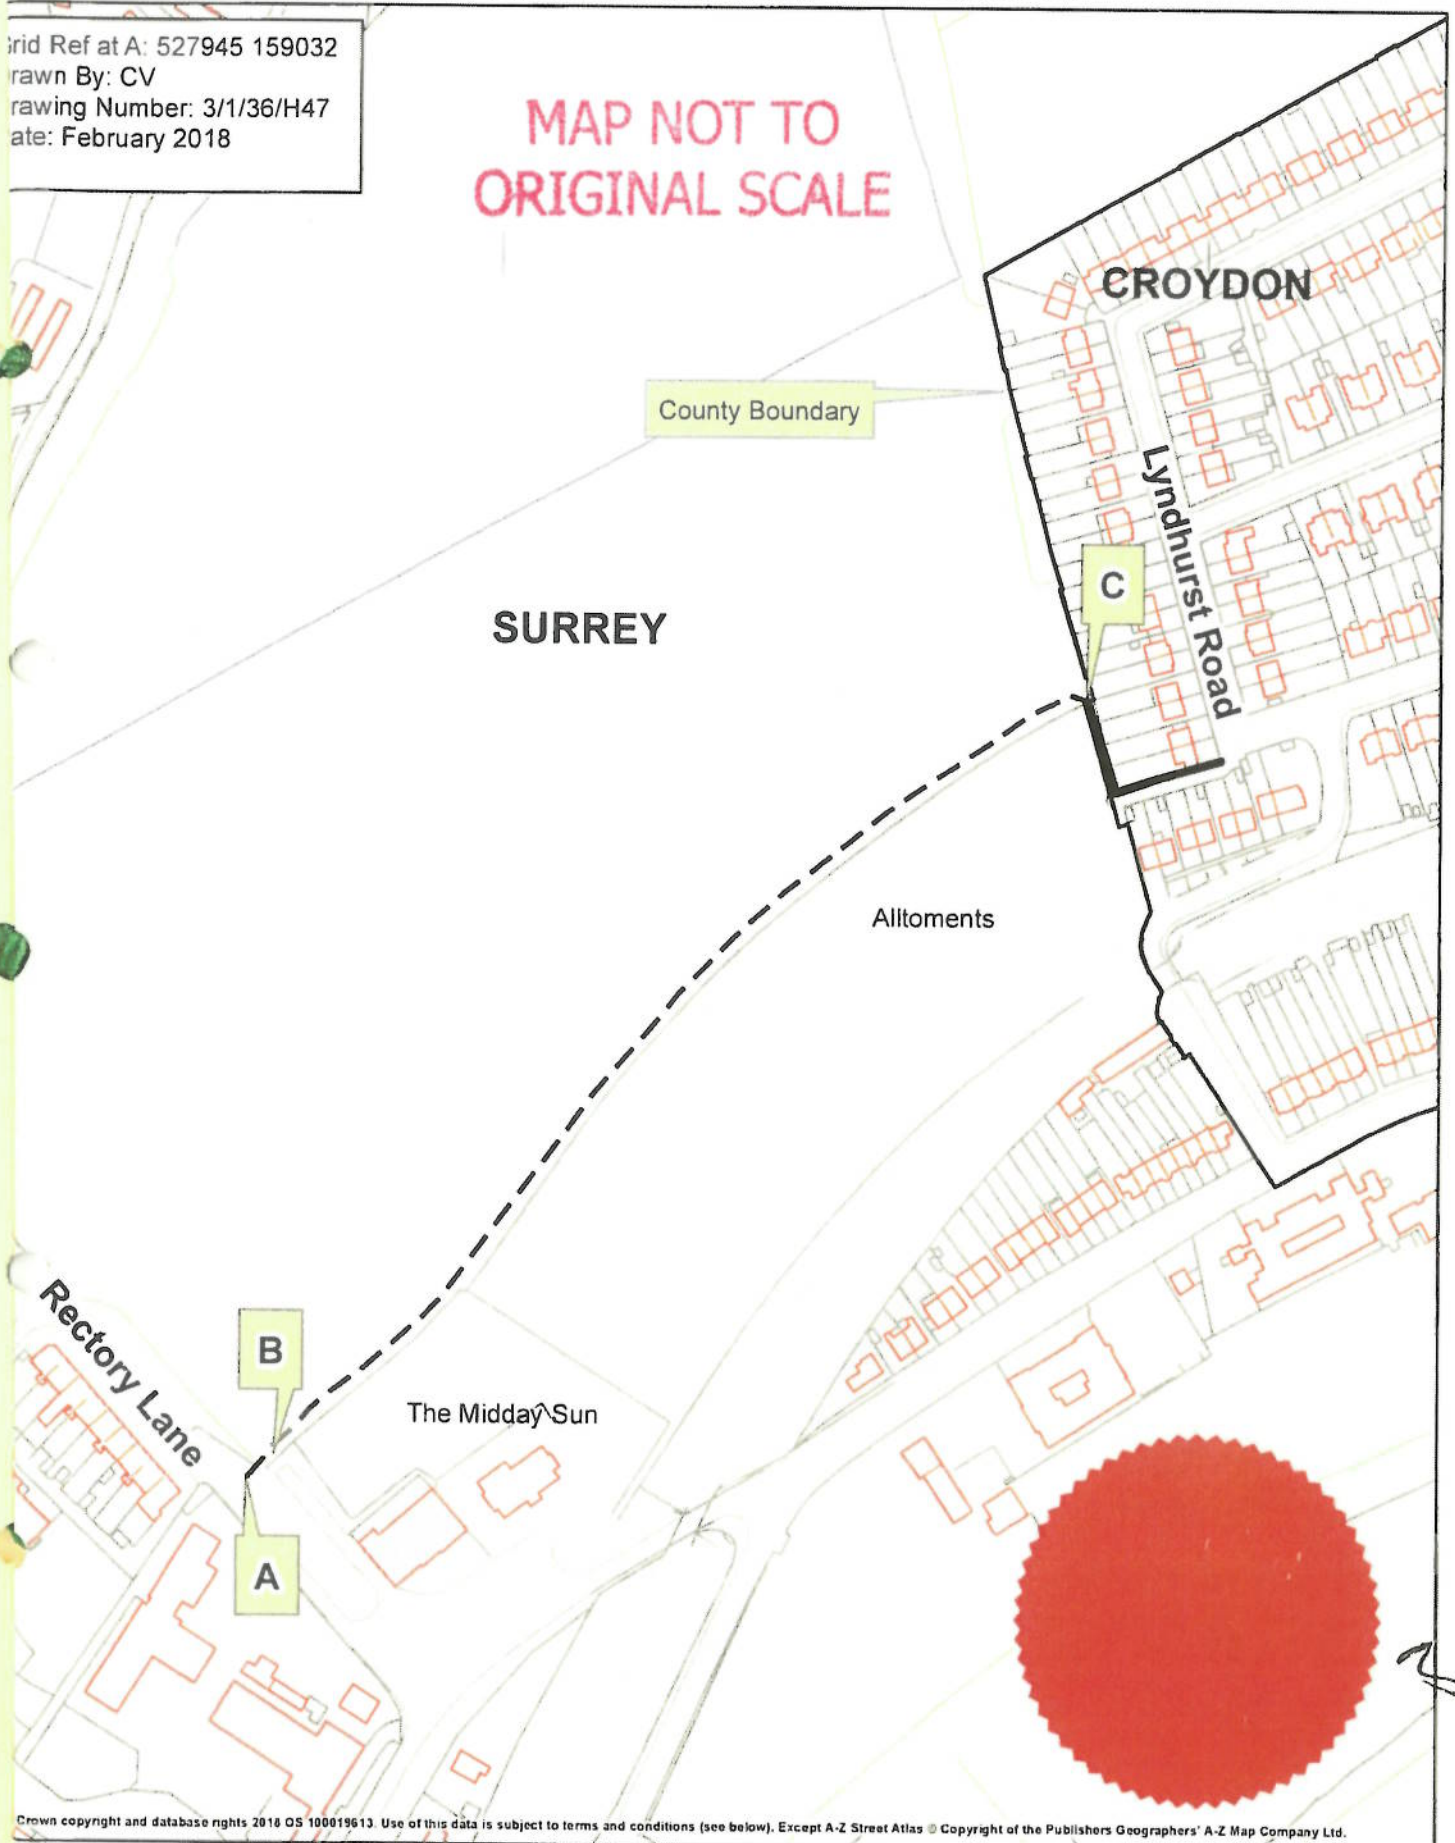 rid Ref at A: 527945 159032
rawn By: CV
rawing Number: 3/1/36/H47
ate: February 2018
MAP NOT TO
ORIGINAL SCALE
CROYDON
County Boundary
Lyndhurst Road
C
SURREY
Alltoments
Rectory Lane
B
The Midday Sun
A
Crown copyright and database rights 2018 OS 100019613. Use of this data is subject to terms and conditions (see below). Except A-Z Street Atlas © Copyright of the Publishers Geographers' A-Z Map Company Ltd.